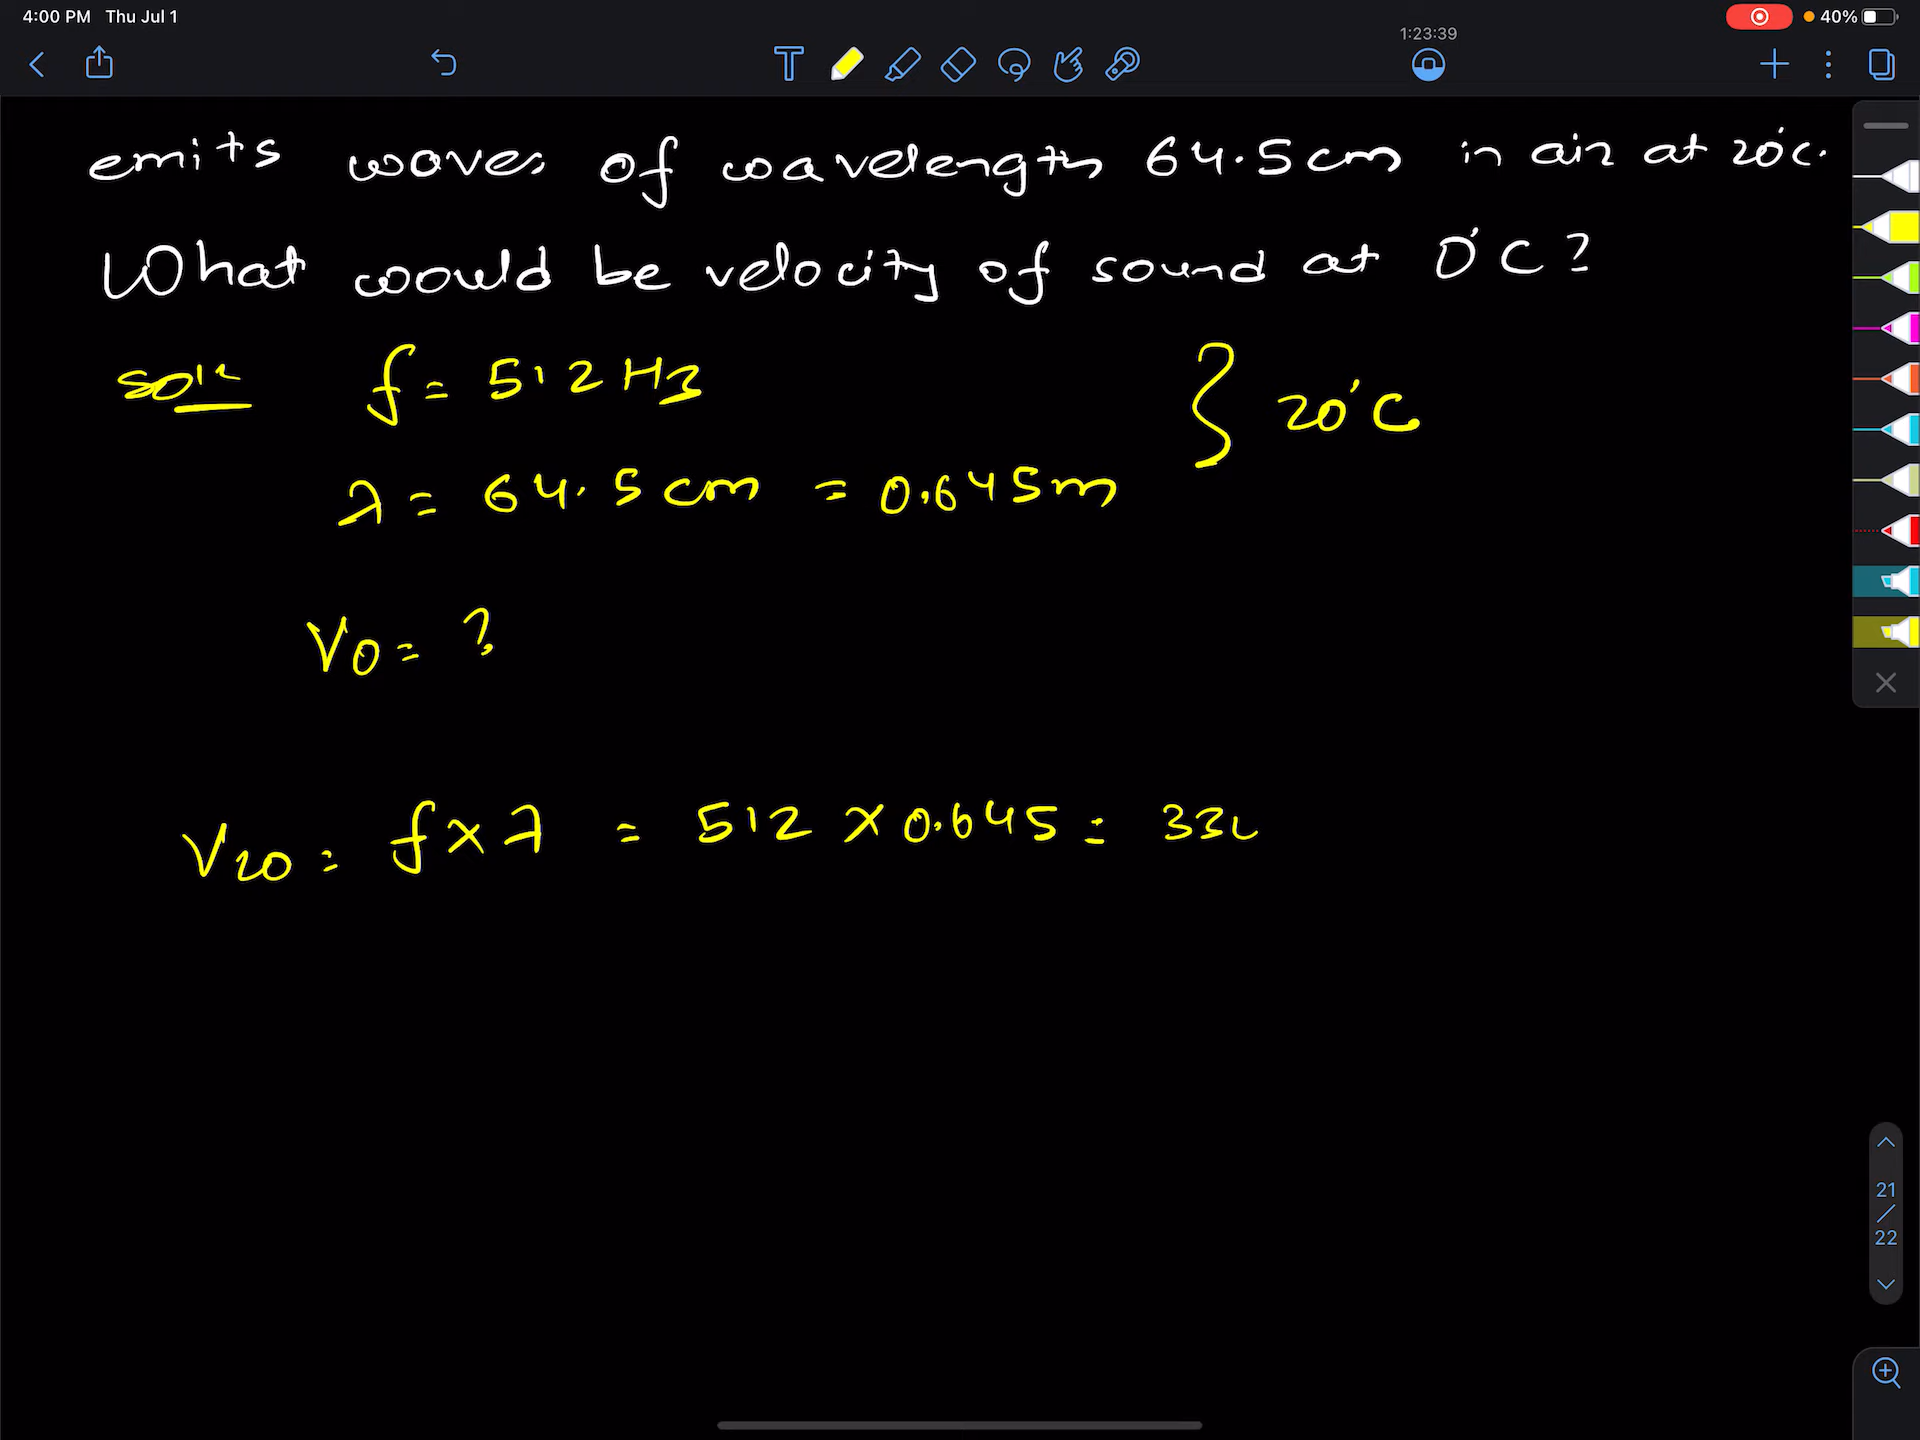 4:00 PM Thu Jul 1
40%
1:23:39
T
emits waves of wavelength 64.5cm in air at 20°C.
What would be velocity of sound at 0°C?
Solⁿ f = 512 Hz
} 20°C
λ = 64.5 cm = 0.645m
V0 = ?
V20 = f × λ = 512 × 0.645 = 33
21
/
22